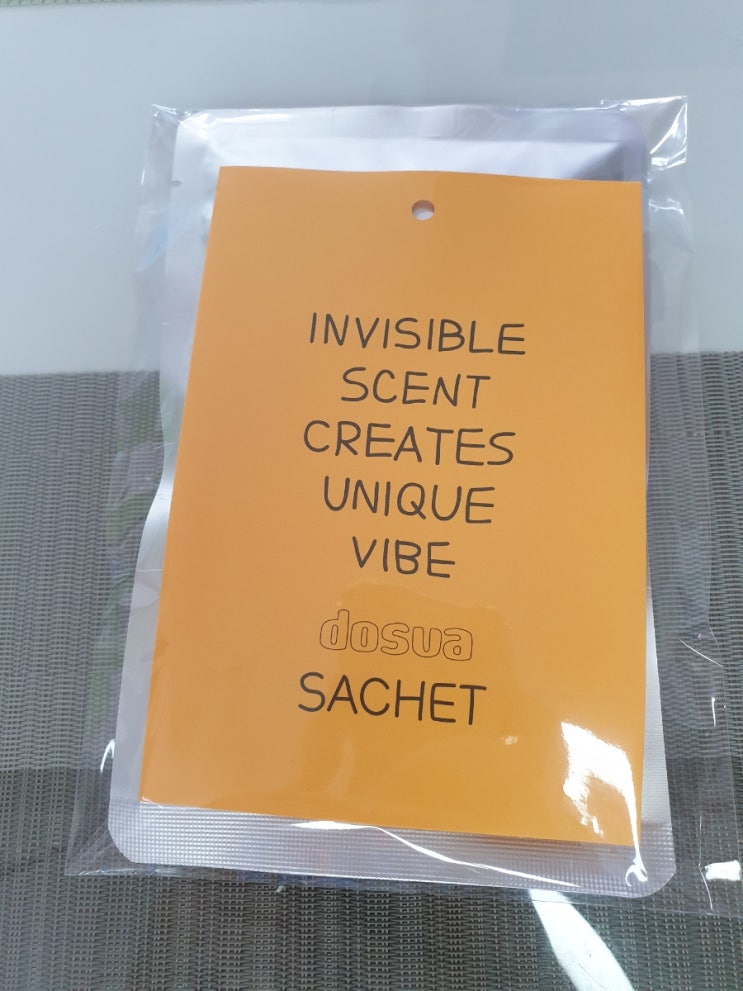 INVISIBLE
SCENT
CREATES
UNIQUE
VIBE
dosua
SACHET